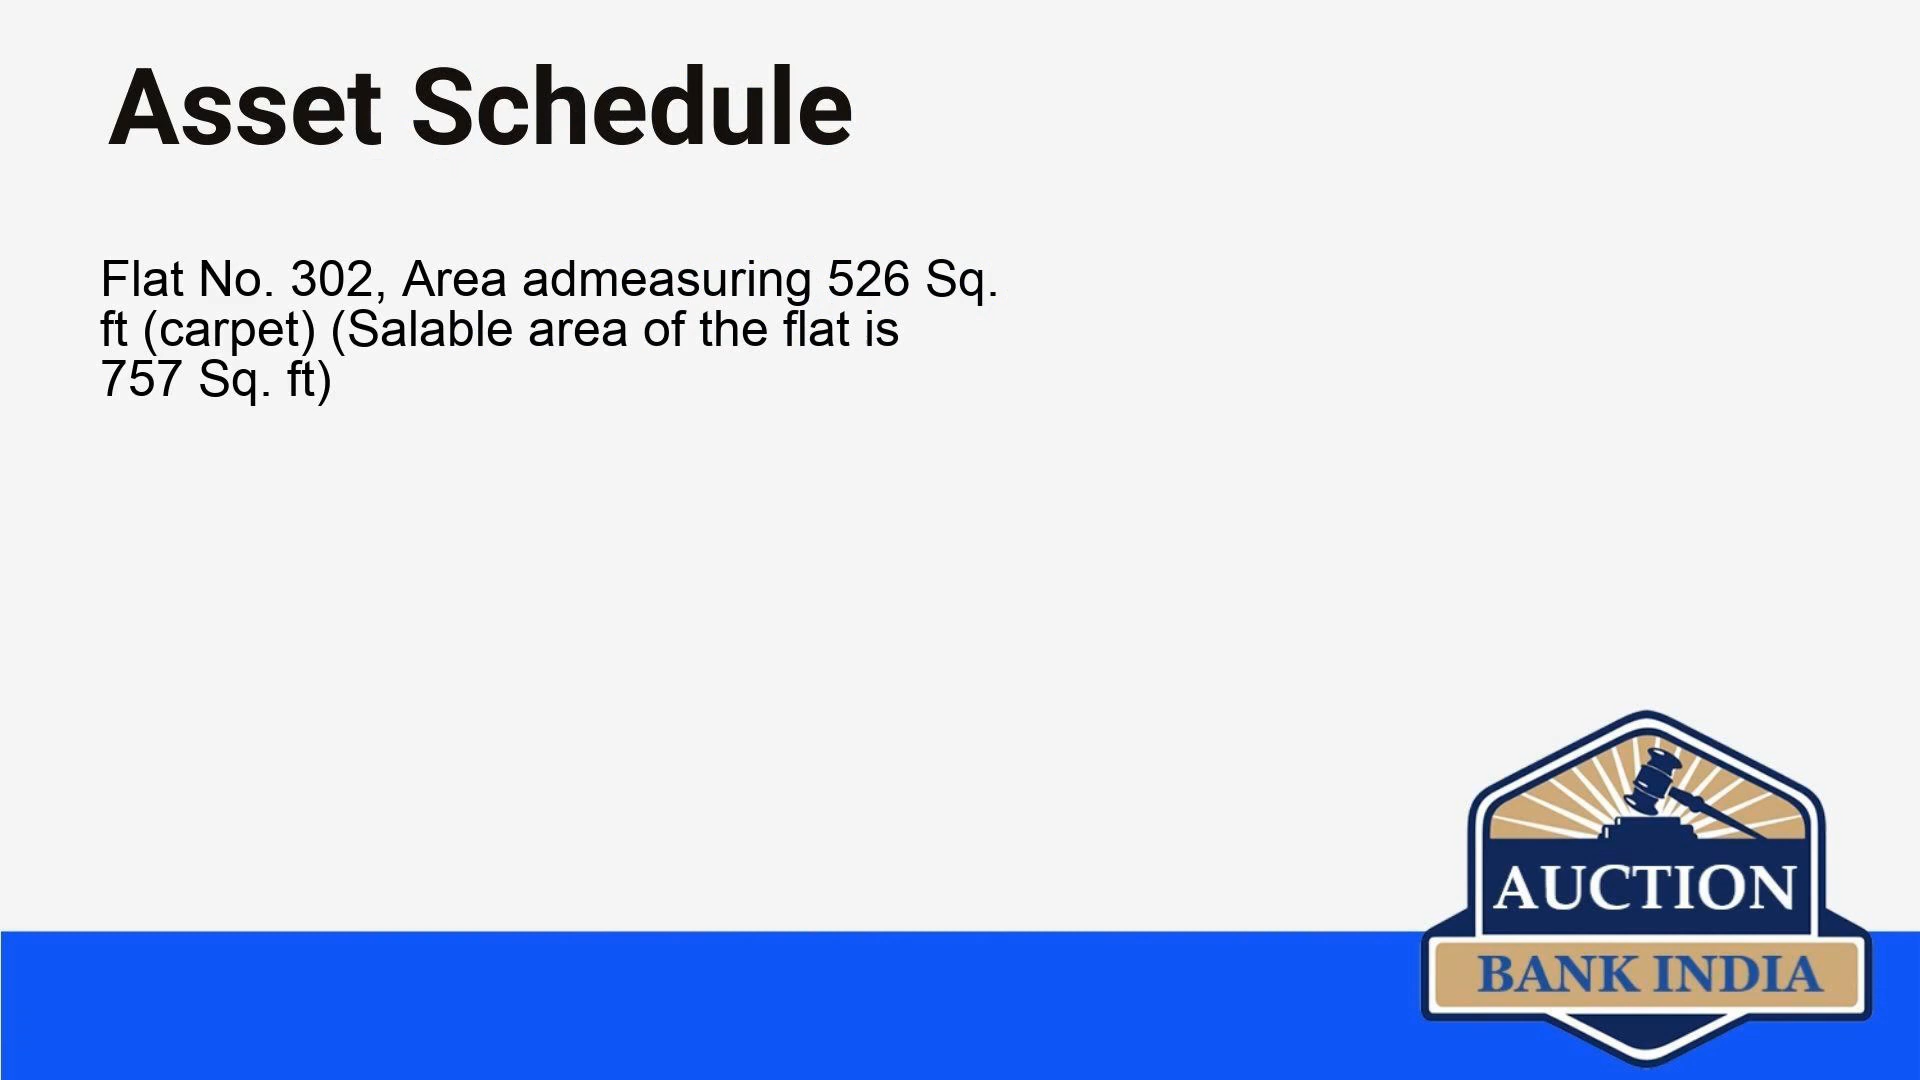 Asset Schedule
Flat No. 302, Area admeasuring 526 Sq.
ft (carpet) (Salable area of the flat is
757 Sq. ft)
AUCTION
BANK INDIA